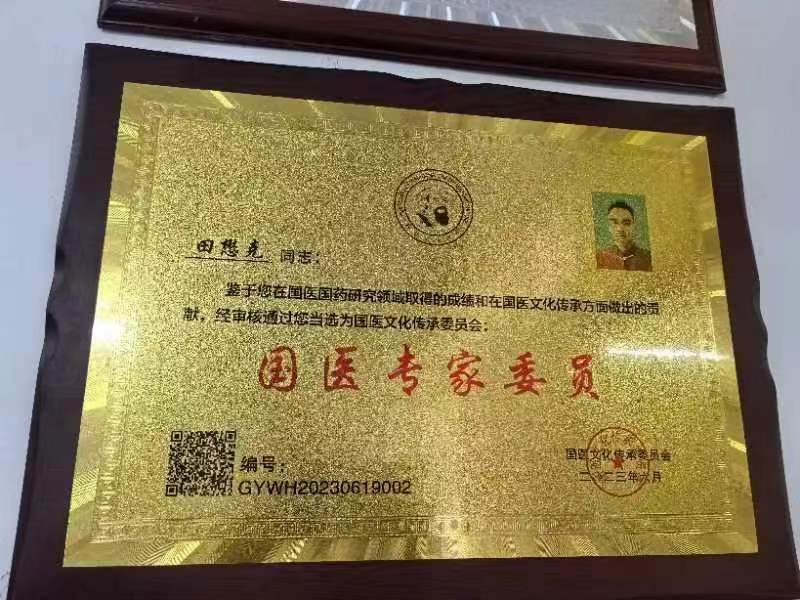 田懋尧 同志:
鉴于您在国医国药研究领域取得的成绩和在国医文化传承方面做出的贡
献,经审核通过您当选为国医文化传承委员会:
国医专家委员
编号:
GYWH20230619002
国医文化传承委员会
二〇二三年六月